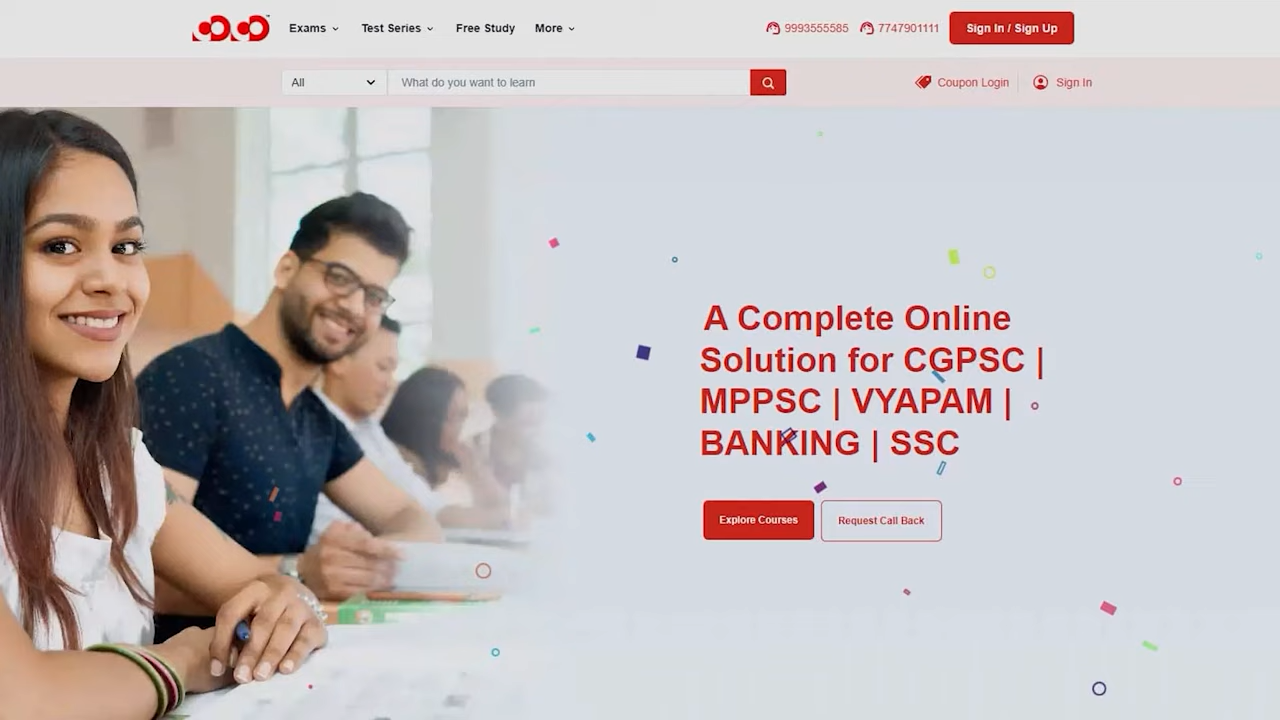 Exams
Test Series
Free Study
More
9993555585
7747901111
Sign In / Sign Up
All
What do you want to learn
Coupon Login
Sign In
A Complete Online
Solution for CGPSC |
MPPSC | VYAPAM |
BANKING | SSC
Explore Courses
Request Call Back